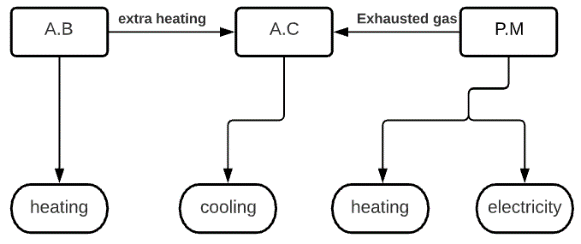 A.B
extra heating
A.C
Exhausted gas
P.M
heating
cooling
heating
electricity